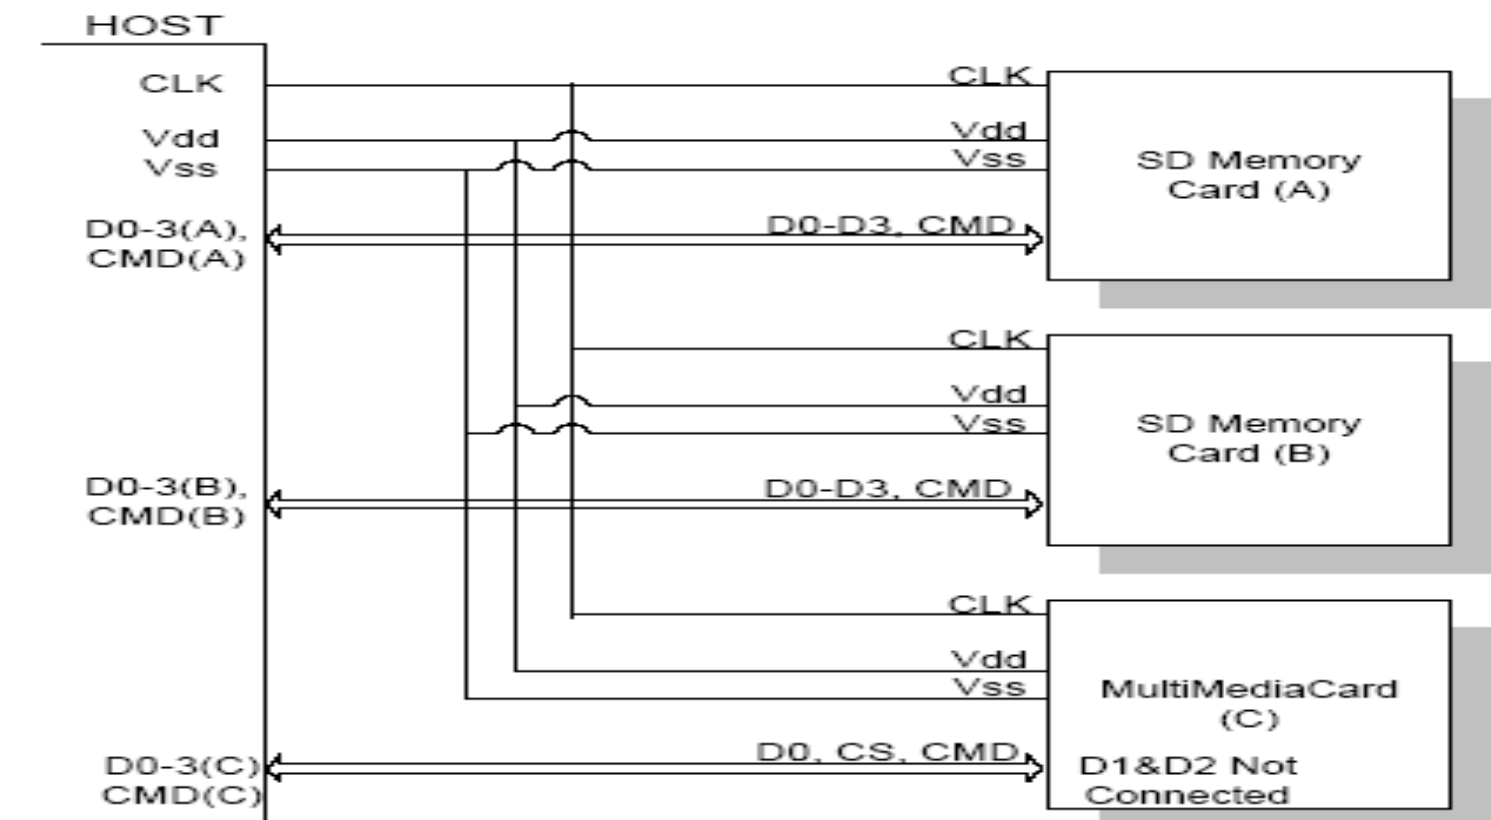 HOST
CLK
Vdd
Vss
D0-3(A),
CMD(A)
CLK
Vdd
Vss
D0-D3, CMD
SD Memory
Card (A)
D0-3(B),
CMD(B)
CLK
Vdd
Vss
D0-D3, CMD
SD Memory
Card (B)
D0-3(C)
CMD(C)
CLK
Vdd
Vss
D0, CS, CMD
MultiMediaCard
(C)
D1&D2 Not
Connected